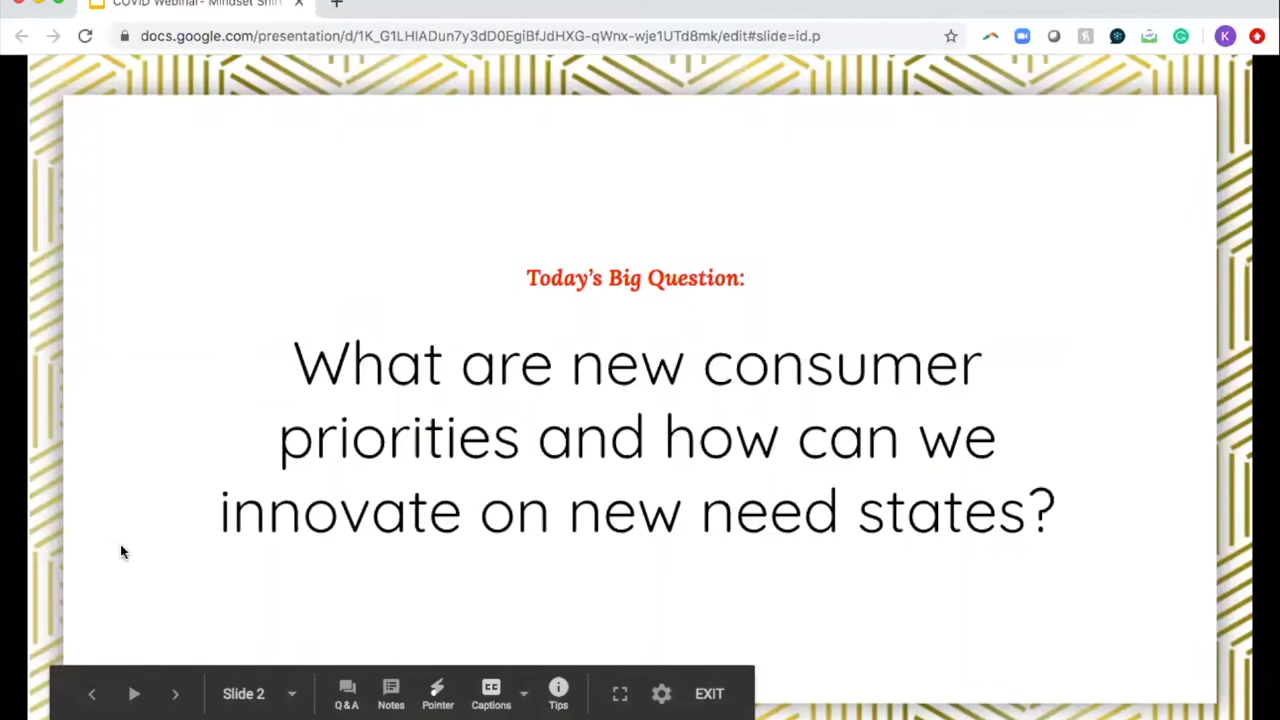 COVID Webinar- Mindset Shift
docs.google.com/presentation/d/1K_G1LHIADun7y3dD0EgiBfJdHXG-qWnx-wje1UTd8mk/edit#slide=id.p
K
Today's Big Question:
What are new consumer
priorities and how can we
innovate on new need states?
Slide 2
Q&A
Notes
Pointer
CC
Captions
Tips
EXIT